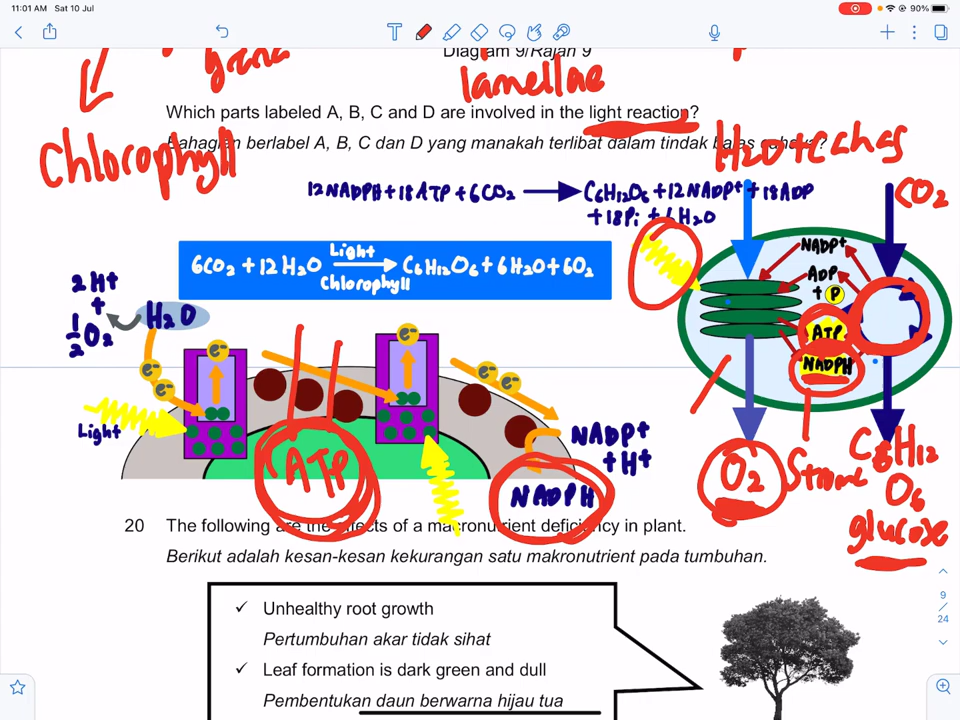 11:01 AM Sat 10 Jul
90%
Diagram 9/Rajah 9
grana
lamellae
Which parts labeled A, B, C and D are involved in the light reaction?
Bahagian berlabel A, B, C dan D yang manakah terlibat dalam tindak balas cahaya?
Chlorophyll
12NADPH + 18ATP + 6CO2 → C6H12O6 + 12NADP+ + 18ADP
+ 18Pi + 6H2O
CO2
Light
6CO2 + 12H2O → C6H12O6 + 6H2O + 6O2
Chlorophyll
NADP+
ADP
+ P
ATP
NADPH
2H+
+
1/2 O2
H2O
e-
e-
e-
e-
e-
e-
Light
ATP
NADP+
+ H+
NADPH
O2
C6H12
O6
glucose
20 The following are the effects of a macronutrient deficiency in plant.
Berikut adalah kesan-kesan kekurangan satu makronutrient pada tumbuhan.
✓ Unhealthy root growth
Pertumbuhan akar tidak sihat
✓ Leaf formation is dark green and dull
Pembentukan daun berwarna hijau tua
9
/
24